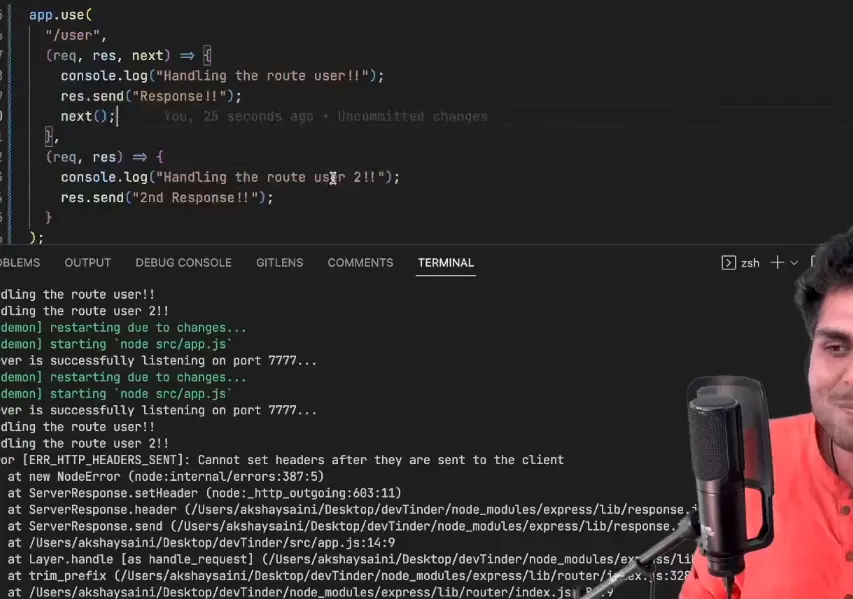 app.use(
"/user",
(req, res, next) => {
console.log("Handling the route user!!");
res.send("Response!!");
next();    You, 25 seconds ago • Uncommitted changes
},
(req, res) => {
console.log("Handling the route user 2!!");
res.send("2nd Response!!");
}
);
OBLEMS OUTPUT DEBUG CONSOLE GITLENS COMMENTS TERMINAL zsh
dling the route user!!
dling the route user 2!!
demon] restarting due to changes...
demon] starting `node src/app.js`
ver is successfully listening on port 7777...
demon] restarting due to changes...
demon] starting `node src/app.js`
ver is successfully listening on port 7777...
dling the route user!!
dling the route user 2!!
or [ERR_HTTP_HEADERS_SENT]: Cannot set headers after they are sent to the client
at new NodeError (node:internal/errors:387:5)
at ServerResponse.setHeader (node:_http_outgoing:603:11)
at ServerResponse.header (/Users/akshaysaini/Desktop/devTinder/node_modules/express/lib/response.j
at ServerResponse.send (/Users/akshaysaini/Desktop/devTinder/node_modules/express/lib/response.
at /Users/akshaysaini/Desktop/devTinder/src/app.js:14:9
at Layer.handle [as handle_request] (/Users/akshaysaini/Desktop/devTinder/node_modules/express/li
at trim_prefix (/Users/akshaysaini/Desktop/devTinder/node_modules/express/lib/router/index.js:328
at /Users/akshaysaini/Desktop/devTinder/node_modules/express/lib/router/index.js